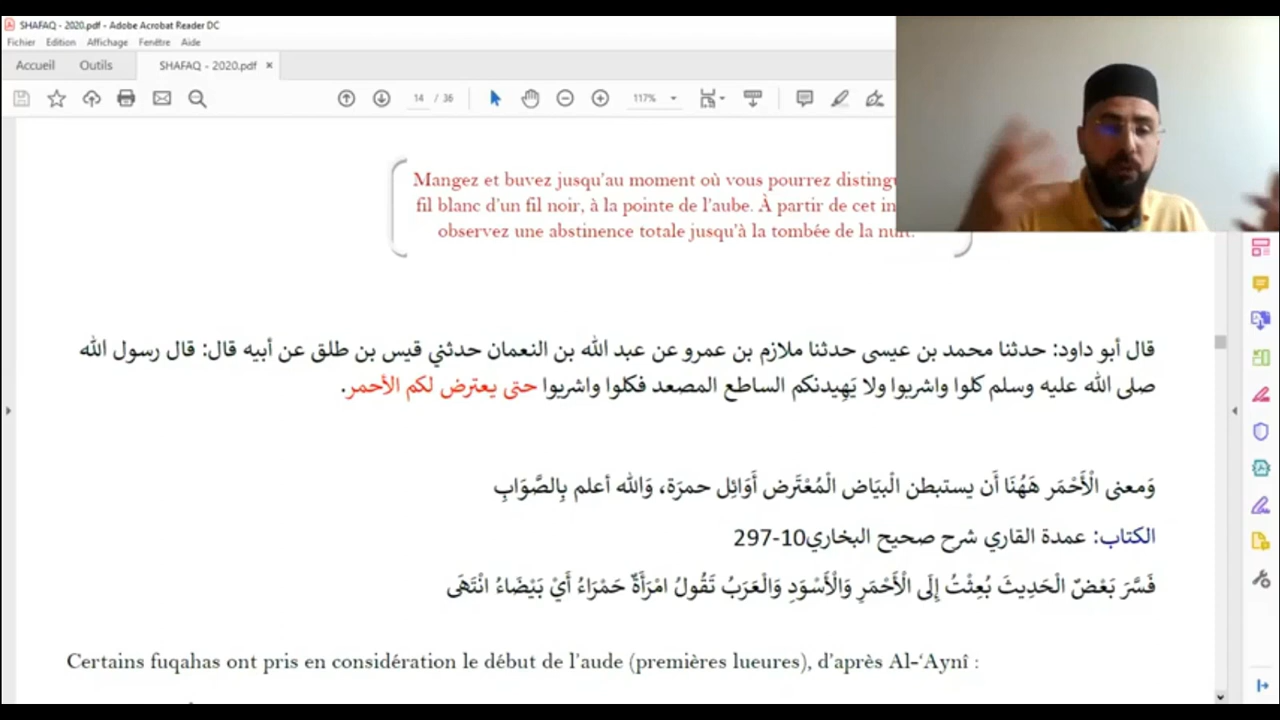 SHAFAQ - 2020.pdf - Adobe Acrobat Reader DC
Fichier Edition Affichage Fenêtre Aide
Accueil Outils SHAFAQ - 2020.pdf ×
14 / 36 117%
Mangez et buvez jusqu'au moment où vous pourrez
fil blanc d'un fil noir, à la pointe de l'aube. À partir de cet
observez une abstinence totale jusqu'à la tombée de la nuit.
قال أبو داود: حدثنا محمد بن عيسى حدثنا ملازم بن عمرو عن عبد الله بن النعمان حدثني قيس بن طلق عن أبيه قال: قال رسول الله
صلى الله عليه وسلم كلوا واشربوا ولا يَهِيدنكم الساطع المصعد فكلوا واشربوا حتى يعترض لكم الأحمر.
وَمعنى الْأَحْمَر هَهُنَا أَن يستبطن الْبيَاض الْمُعْتَرض أَوَائِل حمرَة، وَالله أعلم بِالصَّوَابِ
الكتاب: عمدة القاري شرح صحيح البخاري10-297
فَسَّرَ بَعْضٌ الْحَدِيثَ بُعِثْتُ إِلَى الْأَحْمَرِ وَالْأَسْوَدِ وَالْعَرَبُ تَقُولُ امْرَأَةٌ حَمْرَاءُ أَيْ بَيْضَاءُ انْتَهَى
Certains fuqahas ont pris en considération le début de l'aude (premières lueures), d'après Al-'Aynî :